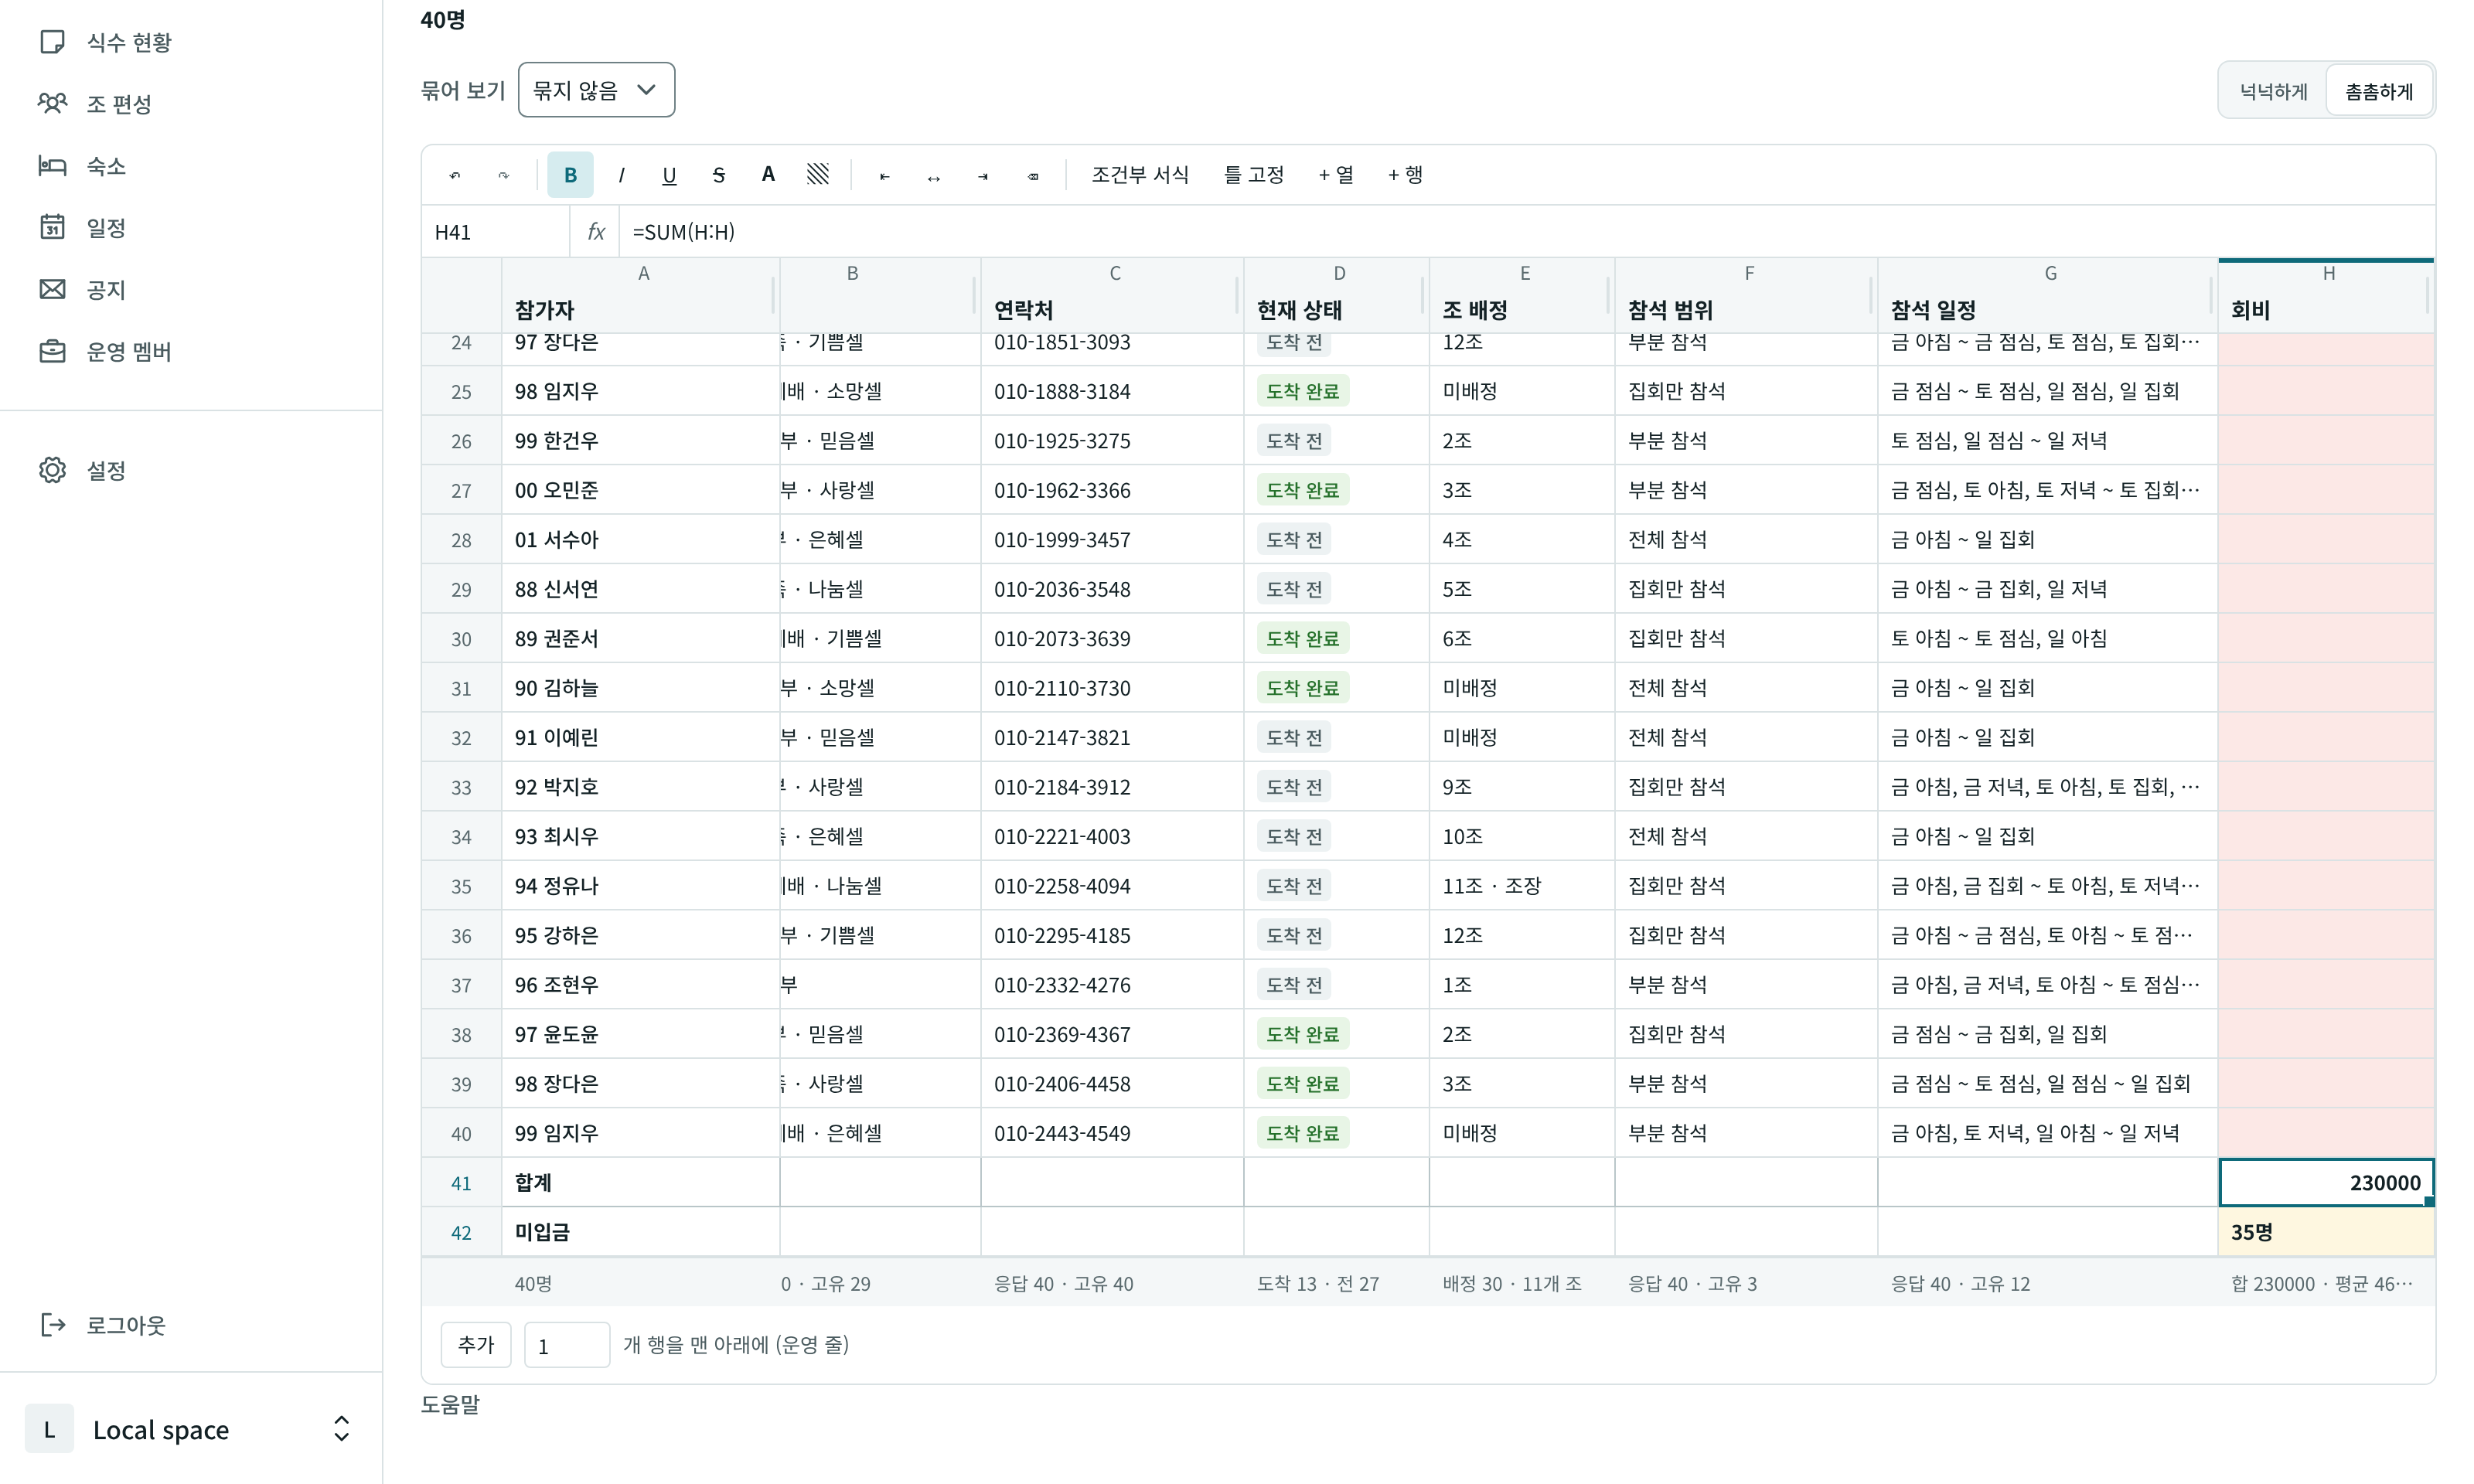 식수 현황
조 편성
숙소
일정
공지
운영 멤버
설정
로그아웃
L Local space
40명
묶어 보기 묶지 않음
넉넉하게 촘촘하게
B I U S A 조건부 서식 틀 고정 + 열 + 행
H41 fx =SUM(H:H)
A B C D E F G H
참가자 연락처 현재 상태 조 배정 참석 범위 참석 일정 회비
24 97 장다은 · 기쁨셀 010-1851-3093 도착 전 12조 부분 참석 금 아침 ~ 금 점심, 토 점심, 토 집회…
25 98 임지우 배 · 소망셀 010-1888-3184 도착 완료 미배정 집회만 참석 금 점심 ~ 토 점심, 일 점심, 일 집회
26 99 한건우 부 · 믿음셀 010-1925-3275 도착 전 2조 부분 참석 토 점심, 일 점심 ~ 일 저녁
27 00 오민준 부 · 사랑셀 010-1962-3366 도착 완료 3조 부분 참석 금 점심, 토 아침, 토 저녁 ~ 토 집회…
28 01 서수아 · 은혜셀 010-1999-3457 도착 전 4조 전체 참석 금 아침 ~ 일 집회
29 88 신서연 · 나눔셀 010-2036-3548 도착 전 5조 집회만 참석 금 아침 ~ 금 집회, 일 저녁
30 89 권준서 배 · 기쁨셀 010-2073-3639 도착 완료 6조 집회만 참석 토 아침 ~ 토 점심, 일 아침
31 90 김하늘 부 · 소망셀 010-2110-3730 도착 완료 미배정 전체 참석 금 아침 ~ 일 집회
32 91 이예린 부 · 믿음셀 010-2147-3821 도착 전 미배정 전체 참석 금 아침 ~ 일 집회
33 92 박지호 · 사랑셀 010-2184-3912 도착 전 9조 집회만 참석 금 아침, 금 저녁, 토 아침, 토 집회, …
34 93 최시우 · 은혜셀 010-2221-4003 도착 전 10조 전체 참석 금 아침 ~ 일 집회
35 94 정유나 배 · 나눔셀 010-2258-4094 도착 전 11조 · 조장 집회만 참석 금 아침, 금 집회 ~ 토 아침, 토 저녁…
36 95 강하은 부 · 기쁨셀 010-2295-4185 도착 전 12조 집회만 참석 금 아침 ~ 금 점심, 토 아침 ~ 토 점…
37 96 조현우 부 010-2332-4276 도착 전 1조 부분 참석 금 아침, 금 저녁, 토 아침 ~ 토 점심…
38 97 윤도윤 · 믿음셀 010-2369-4367 도착 완료 2조 집회만 참석 금 점심 ~ 금 집회, 일 집회
39 98 장다은 · 사랑셀 010-2406-4458 도착 완료 3조 부분 참석 금 점심 ~ 토 점심, 일 점심 ~ 일 집회
40 99 임지우 배 · 은혜셀 010-2443-4549 도착 완료 미배정 부분 참석 금 아침, 토 저녁, 일 아침 ~ 일 저녁
41 합계 230000
42 미입금 35명
40명 0 · 고유 29 응답 40 · 고유 40 도착 13 · 전 27 배정 30 · 11개 조 응답 40 · 고유 3 응답 40 · 고유 12 합 230000 · 평균 46…
추가 1 개 행을 맨 아래에 (운영 줄)
도움말